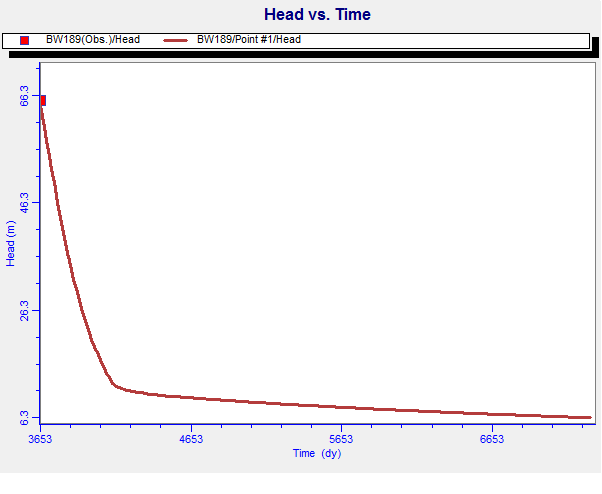 Head vs. Time
BW189(Obs.)/Head BW189/Point #1/Head
Head (m)
66.3
46.3
26.3
6.3
3653 4653 5653 6653
Time (dy)